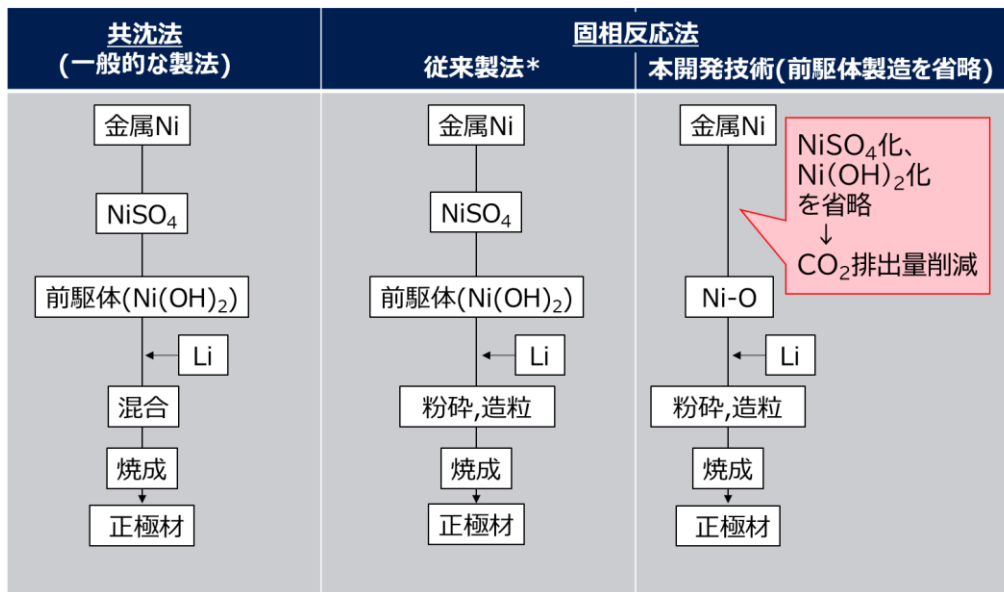 共沈法
(一般的な製法)
固相反応法
従来製法*
本開発技術(前駆体製造を省略)
金属Ni
NiSO₄
前駆体(Ni(OH)₂)
Li
混合
焼成
正極材
金属Ni
NiSO₄
前駆体(Ni(OH)₂)
Li
粉砕,造粒
焼成
正極材
金属Ni
NiSO₄化、
Ni(OH)₂化
を省略
↓
CO₂排出量削減
Ni-O
Li
粉砕,造粒
焼成
正極材